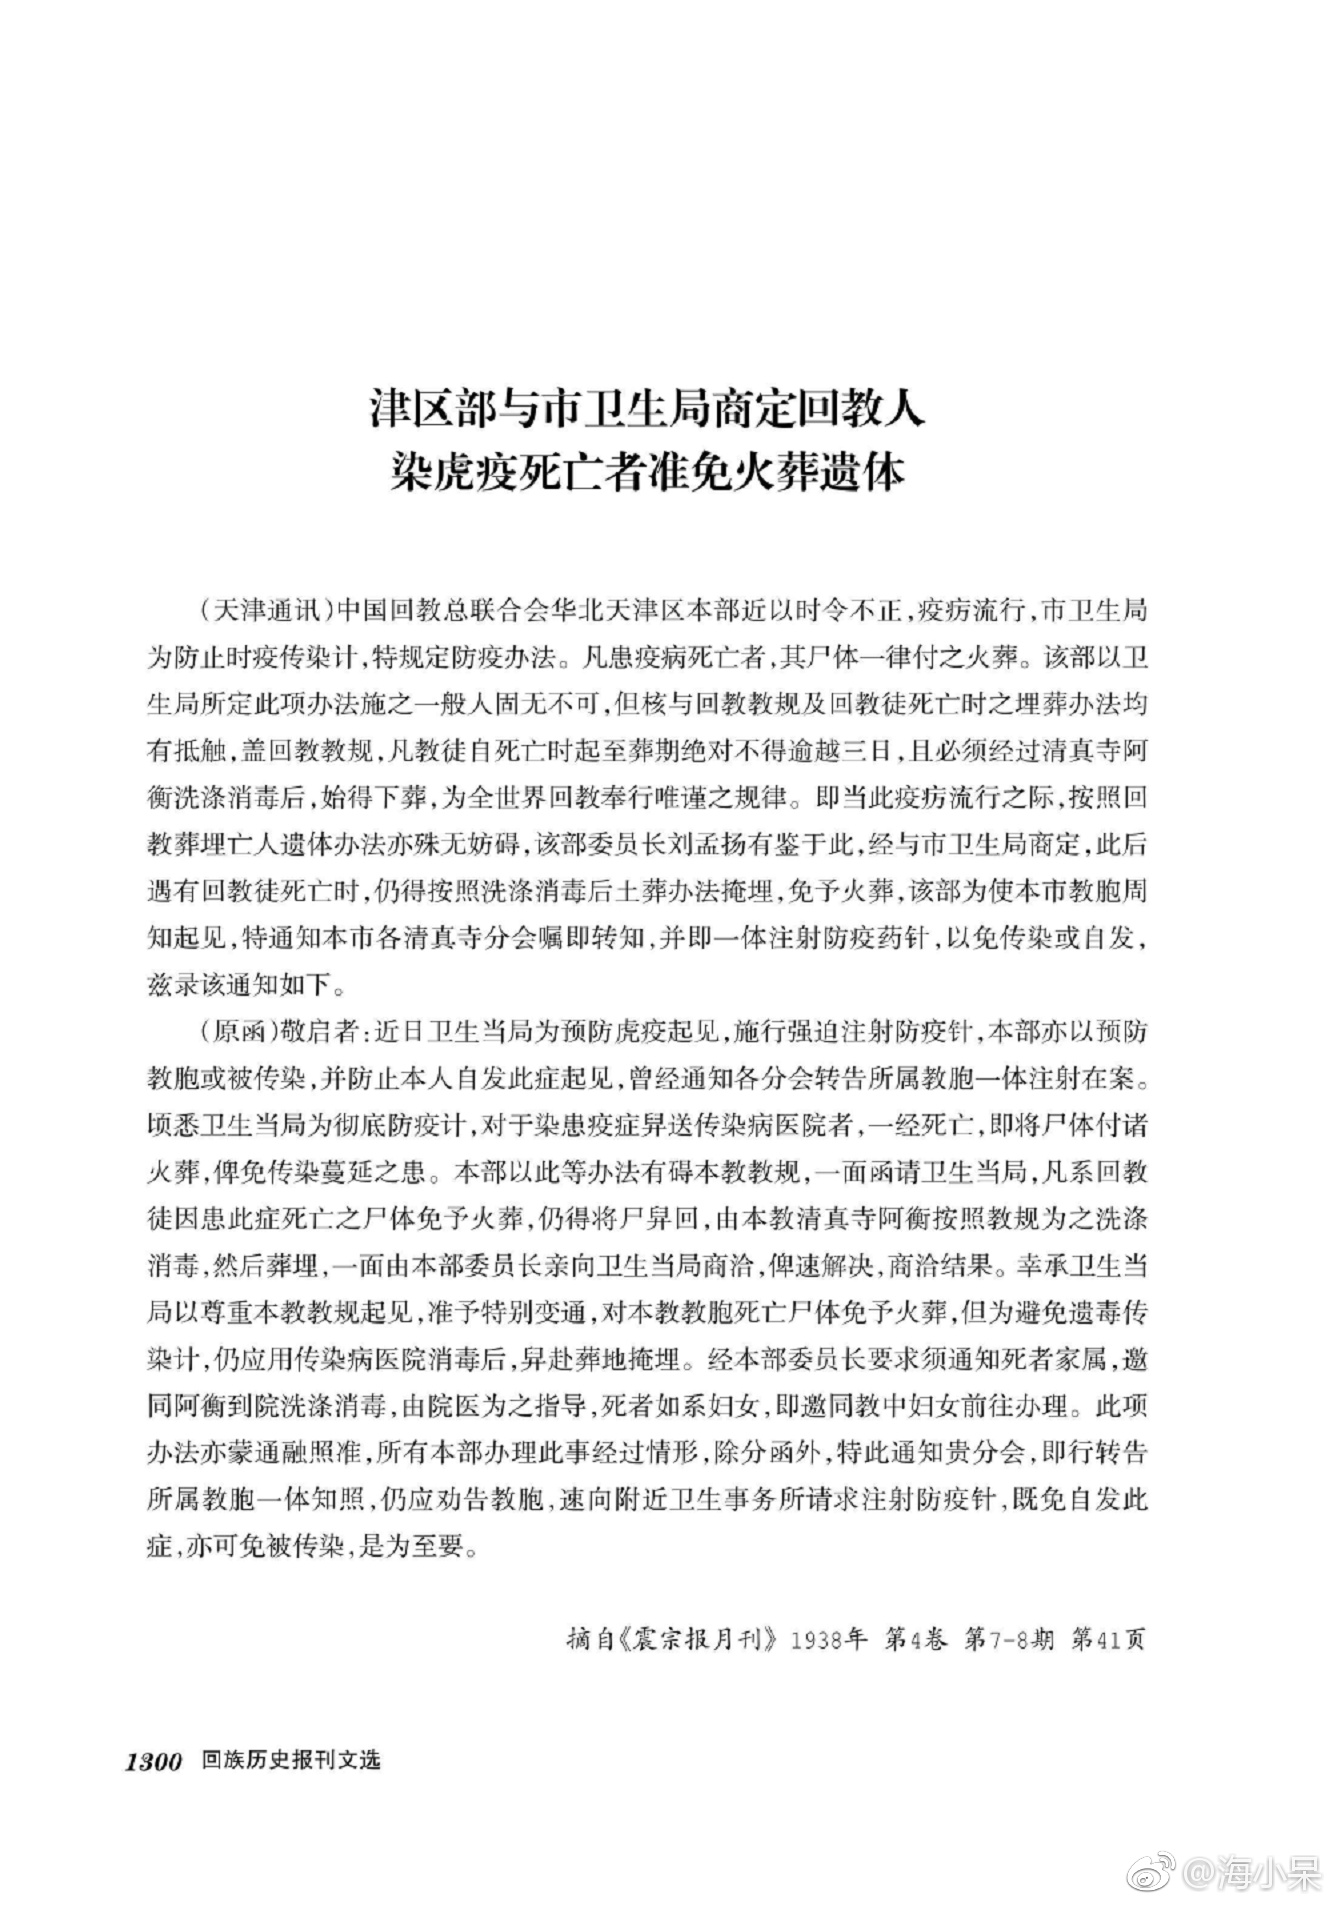 津区部与市卫生局商定回教人
染虎疫死亡者准免火葬遗体
（天津通讯）中国回教总联合会华北天津区本部近以时令不正，疫疠流行，市卫生局
为防止时疫传染计，特规定防疫办法。凡患疫病死亡者，其尸体一律付之火葬。该部以卫
生局所定此项办法施之一般人固无不可，但核与回教教规及回教徒死亡时之埋葬办法均
有抵触，盖回教教规，凡教徒自死亡时起至葬期绝对不得逾越三日，且必须经过清真寺阿
衡洗涤消毒后，始得下葬，为全世界回教奉行唯谨之规律。即当此疫疠流行之际，按照回
教葬埋亡人遗体办法亦殊无妨碍，该部委员长刘孟扬有鉴于此，经与市卫生局商定，此后
遇有回教徒死亡时，仍得按照洗涤消毒后土葬办法掩埋，免予火葬，该部为使本市教胞周
知起见，特通知本市各清真寺分会嘱即转知，并即一体注射防疫药针，以免传染或自发，
兹录该通知如下。
（原函）敬启者：近日卫生当局为预防虎疫起见，施行强迫注射防疫针，本部亦以预防
教胞或被传染，并防止本人自发此症起见，曾经通知各分会转告所属教胞一体注射在案。
顷悉卫生当局为彻底防疫计，对于染患疫症舁送传染病医院者，一经死亡，即将尸体付诸
火葬，俾免传染蔓延之患。本部以此等办法有碍本教教规，一面函请卫生当局，凡系回教
徒因患此症死亡之尸体免予火葬，仍得将尸舁回，由本教清真寺阿衡按照教规为之洗涤
消毒，然后葬埋，一面由本部委员长亲向卫生当局商洽，俾速解决，商洽结果。幸承卫生当
局以尊重本教教规起见，准予特别变通，对本教教胞死亡尸体免予火葬，但为避免遗毒传
染计，仍应用传染病医院消毒后，舁赴葬地掩埋。经本部委员长要求须通知死者家属，邀
同阿衡到院洗涤消毒，由院医为之指导，死者如系妇女，即邀同教中妇女前往办理。此项
办法亦蒙通融照准，所有本部办理此事经过情形，除分函外，特此通知贵分会，即行转告
所属教胞一体知照，仍应劝告教胞，速向附近卫生事务所请求注射防疫针，既免自发此
症，亦可免被传染，是为至要。
摘自《震宗报月刊》1938年 第4卷 第7-8期 第41页
1300 回族历史报刊文选
@海小呆